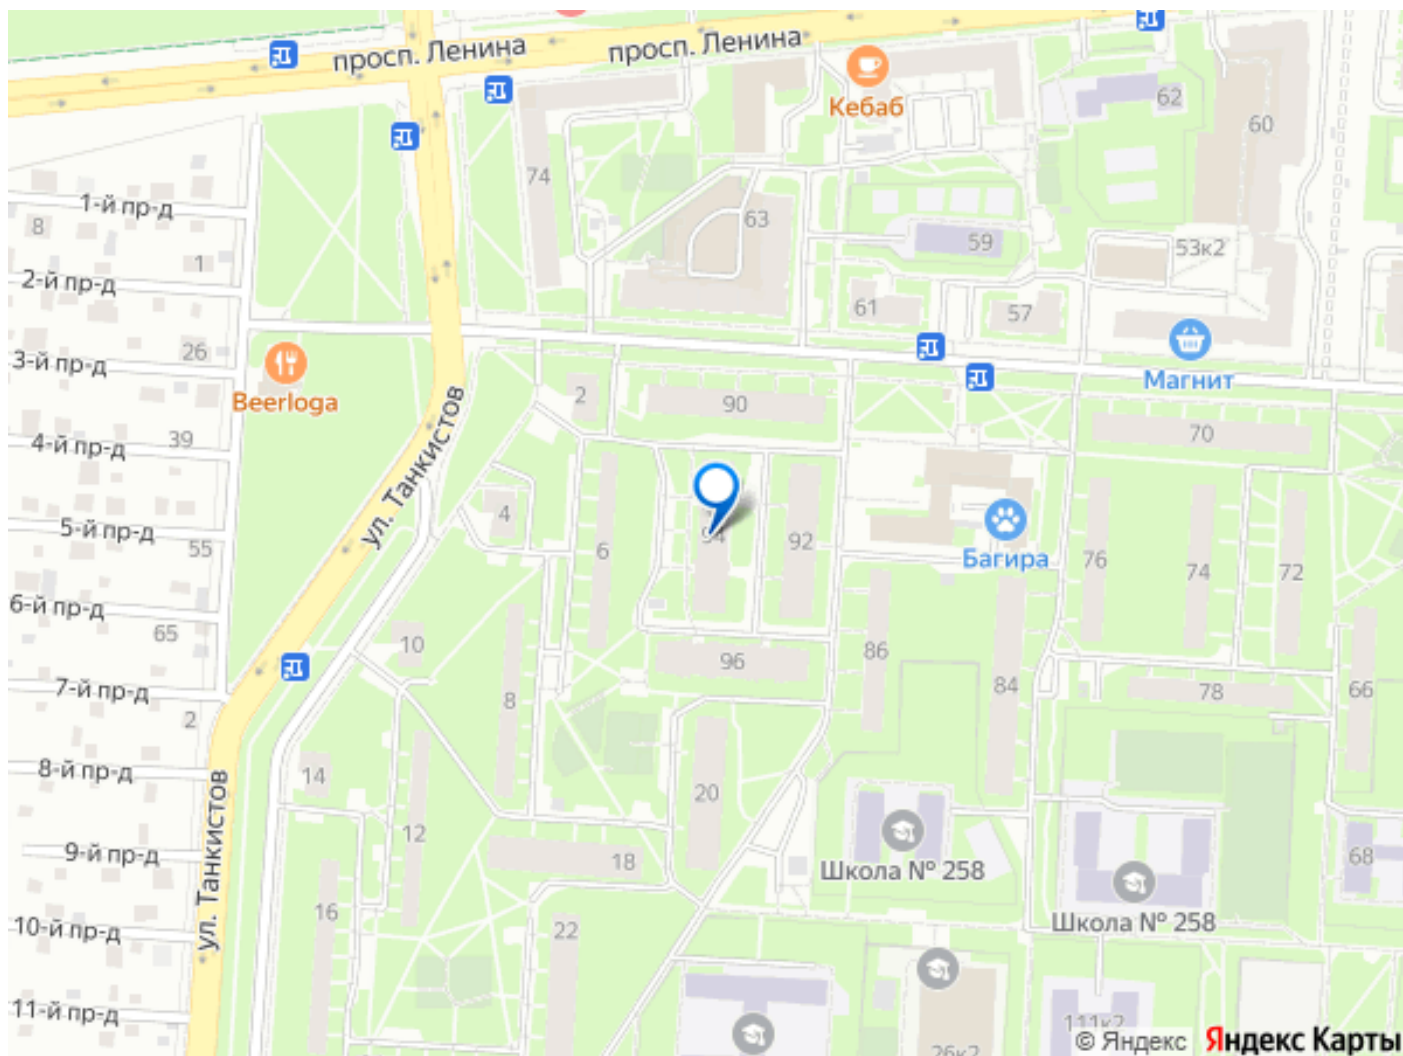 просп. Ленина
просп. Ленина
Кебаб
62
60
74
1-й пр-д
8
63
59
53к2
1
2-й пр-д
61
57
26
3-й пр-д
Beerloga
Магнит
2
90
70
39
4-й пр-д
ул. Танкистов
4
5-й пр-д
55
6
94
92
Багира
76
74
72
6-й пр-д
65
10
96
86
84
78
66
7-й пр-д
2
8
8-й пр-д
14
20
ул. Танкистов
12
9-й пр-д
18
Школа № 258
68
16
10-й пр-д
22
Школа № 258
11-й пр-д
111к2
26к2
© Яндекс Яндекс Карты